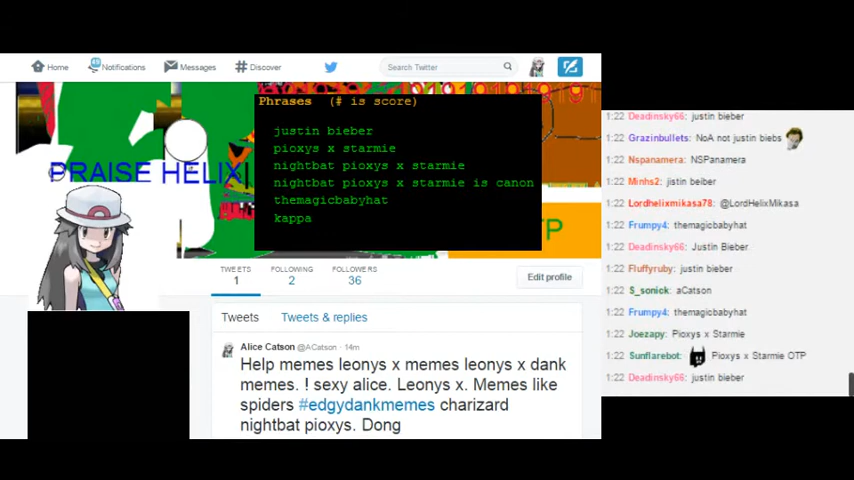 Home
Notifications
Messages
Discover
Search Twitter
Phrases (# is score)
justin bieber
pioxys x starmie
nightbat pioxys x starmie
nightbat pioxys x starmie is canon
themagicbabyhat
kappa
PRAISE HELIX
TP
TWEETS
1
FOLLOWING
2
FOLLOWERS
36
Edit profile
Tweets
Tweets & replies
Alice Catson @ACatson · 14m
Help memes leonys x memes leonys x dank
memes. ! sexy alice. Leonys x. Memes like
spiders #edgydankmemes charizard
nightbat pioxys. Dong
1:22 Deadinsky66: justin bieber
1:22 Grazinbullets: NoA not justin biebs
1:22 Nspanamera: NSPanamera
1:22 Minhs2: jistin beiber
1:22 Lordhelixmikasa78: @LordHelixMikasa
1:22 Frumpy4: themagicbabyhat
1:22 Deadinsky66: Justin Bieber
1:22 Fluffyruby: justin bieber
1:22 S_sonick: aCatson
1:22 Frumpy4: themagicbabyhat
1:22 Joezapy: Pioxys x Starmie
1:22 Sunflarebot: Pioxys x Starmie OTP
1:22 Deadinsky66: justin bieber